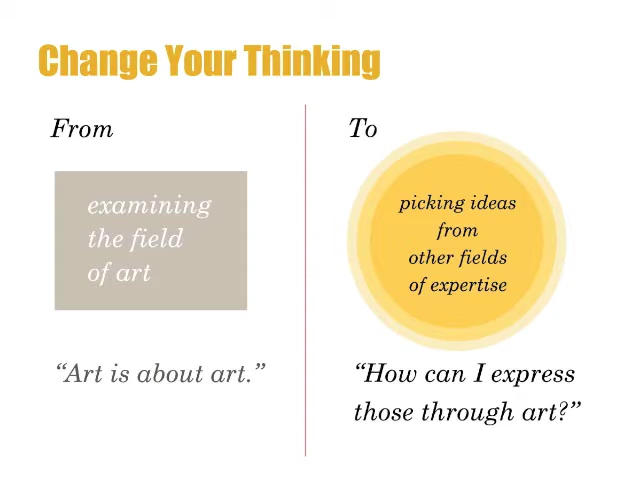 Change Your Thinking
From
examining
the field
of art
“Art is about art.”
To
picking ideas
from
other fields
of expertise
“How can I express
those through art?”